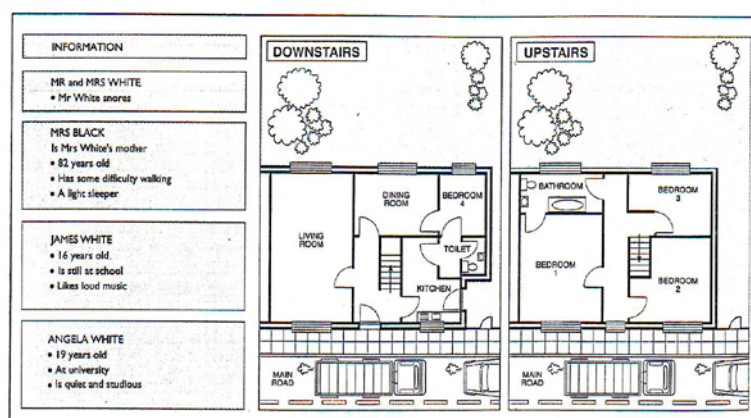 INFORMATION
MR and MRS WHITE
• Mr White snores
MRS BLACK
Is Mrs White's mother
• 82 years old
• Has some difficulty walking
• A light sleeper
JAMES WHITE
• 16 years old.
• Is still at school
• Likes loud music
ANGELA WHITE
• 19 years old
• At university
• Is quiet and studious
DOWNSTAIRS
DINING
ROOM
BEDROOM
4
LIVING
ROOM
TOILET
KITCHEN
MAIN
ROAD
UPSTAIRS
BATHROOM
BEDROOM
3
BEDROOM
1
BEDROOM
2
MAIN
ROAD